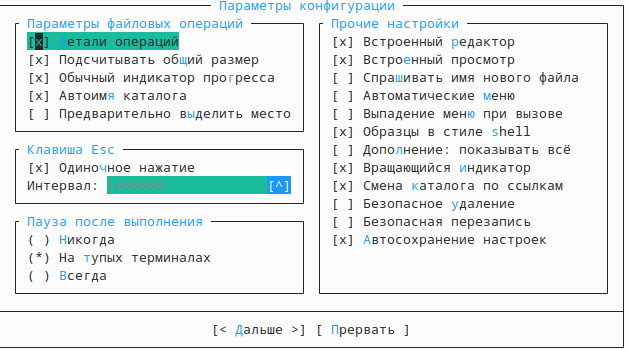 Параметры конфигурации
Параметры файловых операций
[x] Детали операций
[x] Подсчитывать общий размер
[x] Обычный индикатор прогресса
[x] Автоимя каталога
[ ] Предварительно выделить место
Клавиша Esc
[x] Одиночное нажатие
Интервал: 1000000 [^]
Пауза после выполнения
( ) Никогда
(*) На тупых терминалах
( ) Всегда
Прочие настройки
[x] Встроенный редактор
[x] Встроенный просмотр
[ ] Спрашивать имя нового файла
[ ] Автоматические меню
[ ] Выпадение меню при вызове
[x] Образцы в стиле shell
[ ] Дополнение: показывать всё
[x] Вращающийся индикатор
[x] Смена каталога по ссылкам
[ ] Безопасное удаление
[ ] Безопасная перезапись
[x] Автосохранение настроек
[< Дальше >] [ Прервать ]